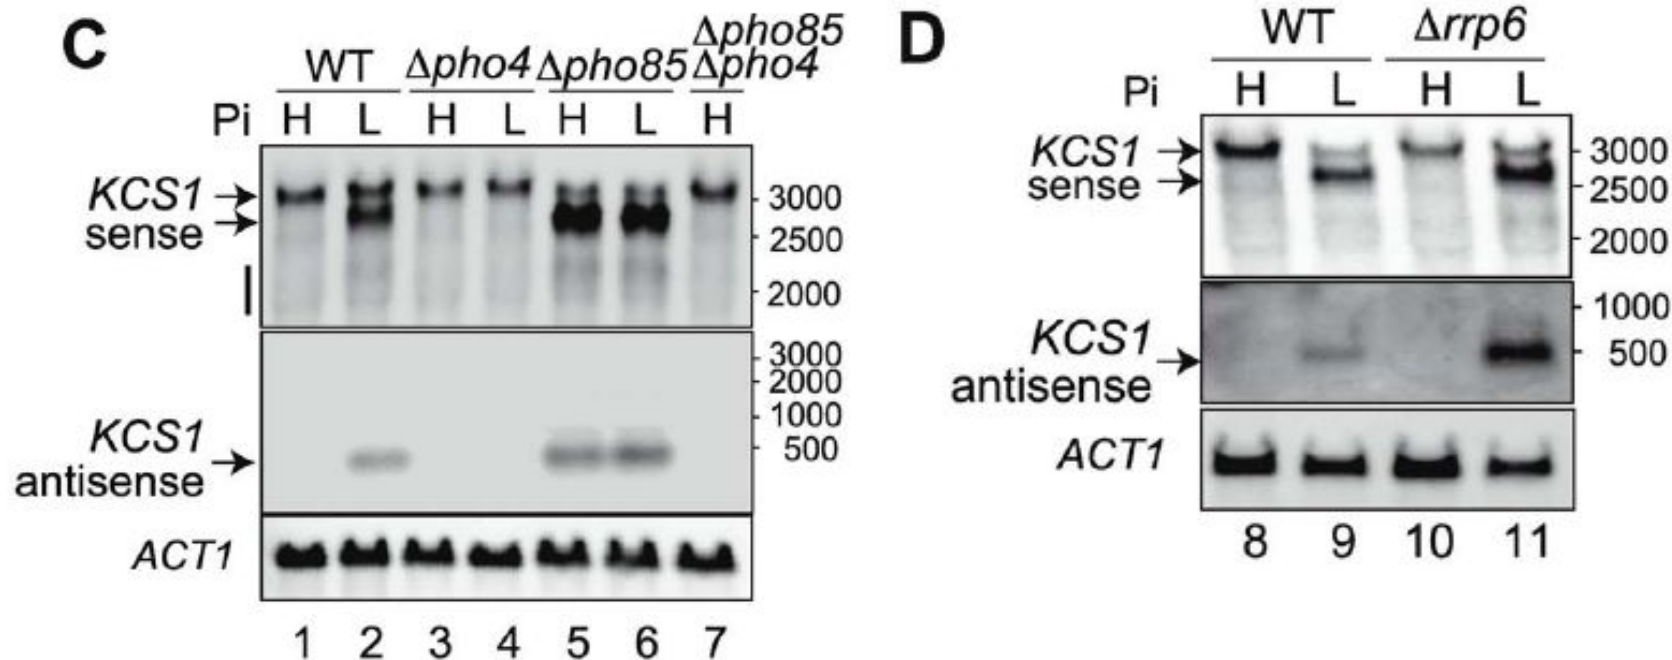 C
WT Δpho4 Δpho85 Δpho85 Δpho4
Pi H L H L H L H
KCS1 sense
3000
2500
2000
KCS1 antisense
3000
2000
1000
500
ACT1
1 2 3 4 5 6 7
D
WT Δrrp6
Pi H L H L
KCS1 sense
3000
2500
2000
KCS1 antisense
1000
500
ACT1
8 9 10 11